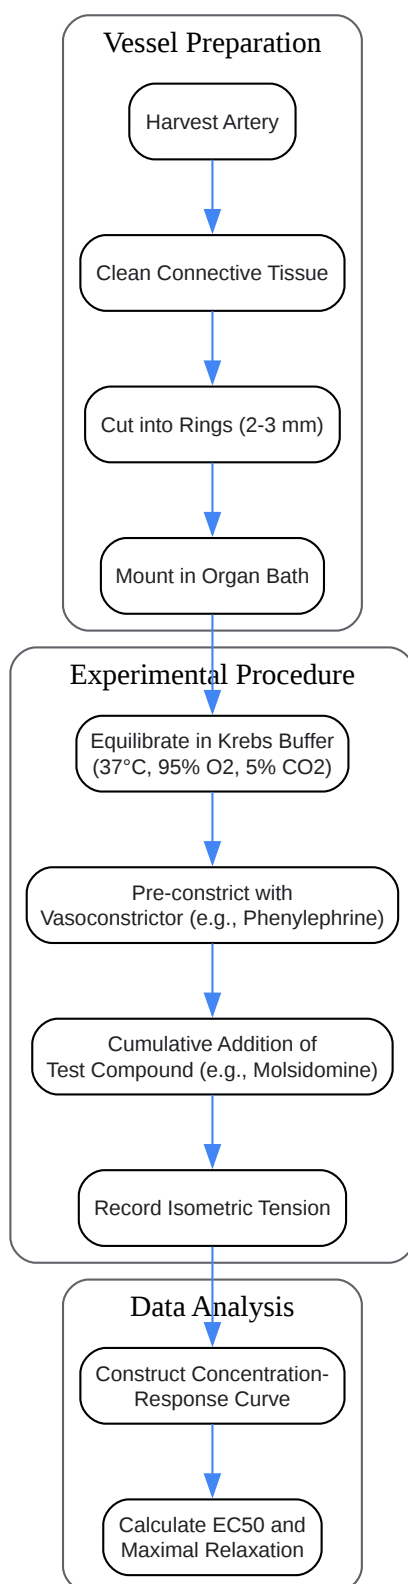 Vessel Preparation
Harvest Artery
Clean Connective Tissue
Cut into Rings (2-3 mm)
Mount in Organ Bath
Experimental Procedure
Equilibrate in Krebs Buffer
(37°C, 95% O2, 5% CO2)
Pre-constrict with
Vasoconstrictor (e.g., Phenylephrine)
Cumulative Addition of
Test Compound (e.g., Molsidomine)
Record Isometric Tension
Data Analysis
Construct Concentration-
Response Curve
Calculate EC50 and
Maximal Relaxation